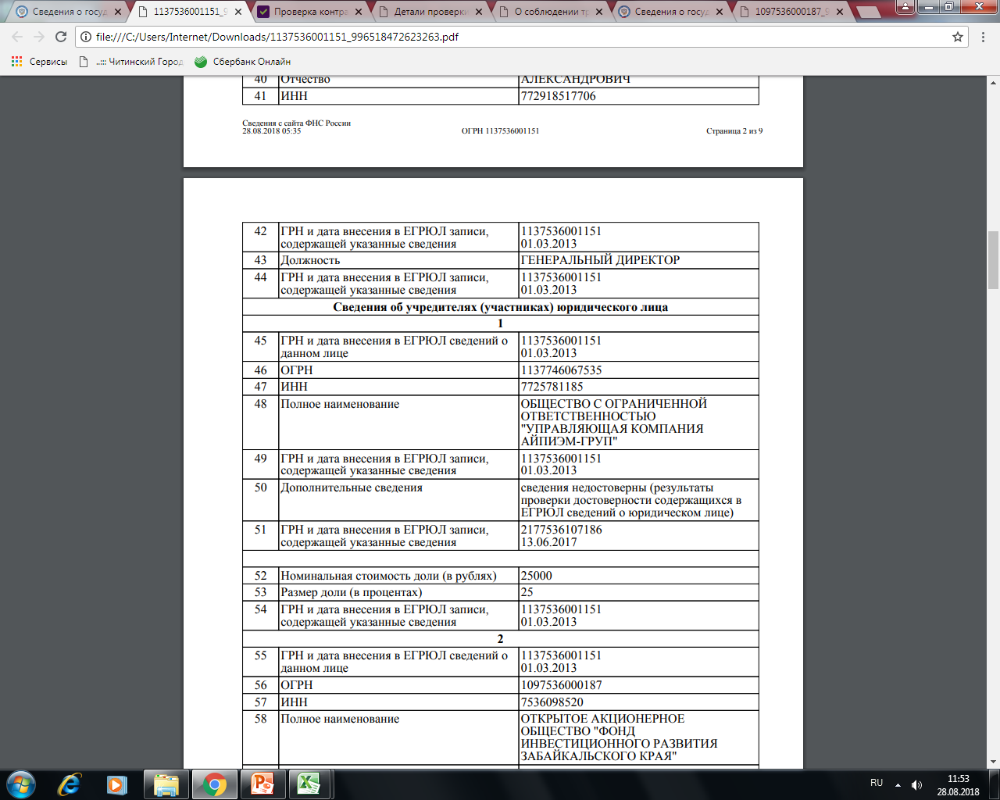 Сведения о госуд
1137536001151_9
Проверка контра
Детали проверки
О соблюдении тр
Сведения о госуд
1097536000187_9
file:///C:/Users/Internet/Downloads/1137536001151_996518472623263.pdf
Сервисы
..::: Читинский Город
Сбербанк Онлайн
40 Отчество АЛЕКСАНДРОВИЧ
41 ИНН 772918517706
Сведения с сайта ФНС России
28.08.2018 05:35 ОГРН 1137536001151 Страница 2 из 9
42 ГРН и дата внесения в ЕГРЮЛ записи, 1137536001151
содержащей указанные сведения 01.03.2013
43 Должность ГЕНЕРАЛЬНЫЙ ДИРЕКТОР
44 ГРН и дата внесения в ЕГРЮЛ записи, 1137536001151
содержащей указанные сведения 01.03.2013
Сведения об учредителях (участниках) юридического лица
1
45 ГРН и дата внесения в ЕГРЮЛ сведений о 1137536001151
данном лице 01.03.2013
46 ОГРН 1137746067535
47 ИНН 7725781185
48 Полное наименование ОБЩЕСТВО С ОГРАНИЧЕННОЙ
ОТВЕТСТВЕННОСТЬЮ
"УПРАВЛЯЮЩАЯ КОМПАНИЯ
АЙПИЭМ-ГРУП"
49 ГРН и дата внесения в ЕГРЮЛ записи, 1137536001151
содержащей указанные сведения 01.03.2013
50 Дополнительные сведения сведения недостоверны (результаты
проверки достоверности содержащихся в
ЕГРЮЛ сведений о юридическом лице)
51 ГРН и дата внесения в ЕГРЮЛ записи, 2177536107186
содержащей указанные сведения 13.06.2017
52 Номинальная стоимость доли (в рублях) 25000
53 Размер доли (в процентах) 25
54 ГРН и дата внесения в ЕГРЮЛ записи, 1137536001151
содержащей указанные сведения 01.03.2013
2
55 ГРН и дата внесения в ЕГРЮЛ сведений о 1137536001151
данном лице 01.03.2013
56 ОГРН 1097536000187
57 ИНН 7536098520
58 Полное наименование ОТКРЫТОЕ АКЦИОНЕРНОЕ
ОБЩЕСТВО "ФОНД
ИНВЕСТИЦИОННОГО РАЗВИТИЯ
ЗАБАЙКАЛЬСКОГО КРАЯ"
RU
11:53
28.08.2018